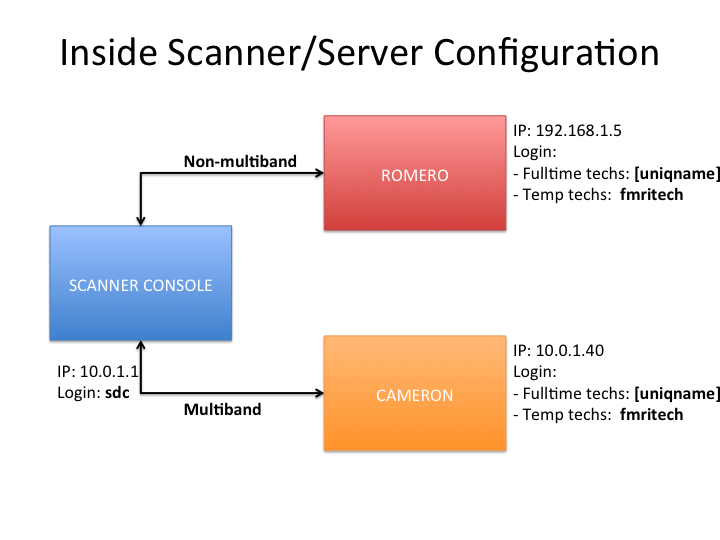 Inside Scanner/Server Configuration
Non-multiband
ROMERO
IP: 192.168.1.5
Login:
- Fulltime techs: [uniqname]
- Temp techs: fmritech
SCANNER CONSOLE
IP: 10.0.1.1
Login: sdc
Multiband
CAMERON
IP: 10.0.1.40
Login:
- Fulltime techs: [uniqname]
- Temp techs: fmritech